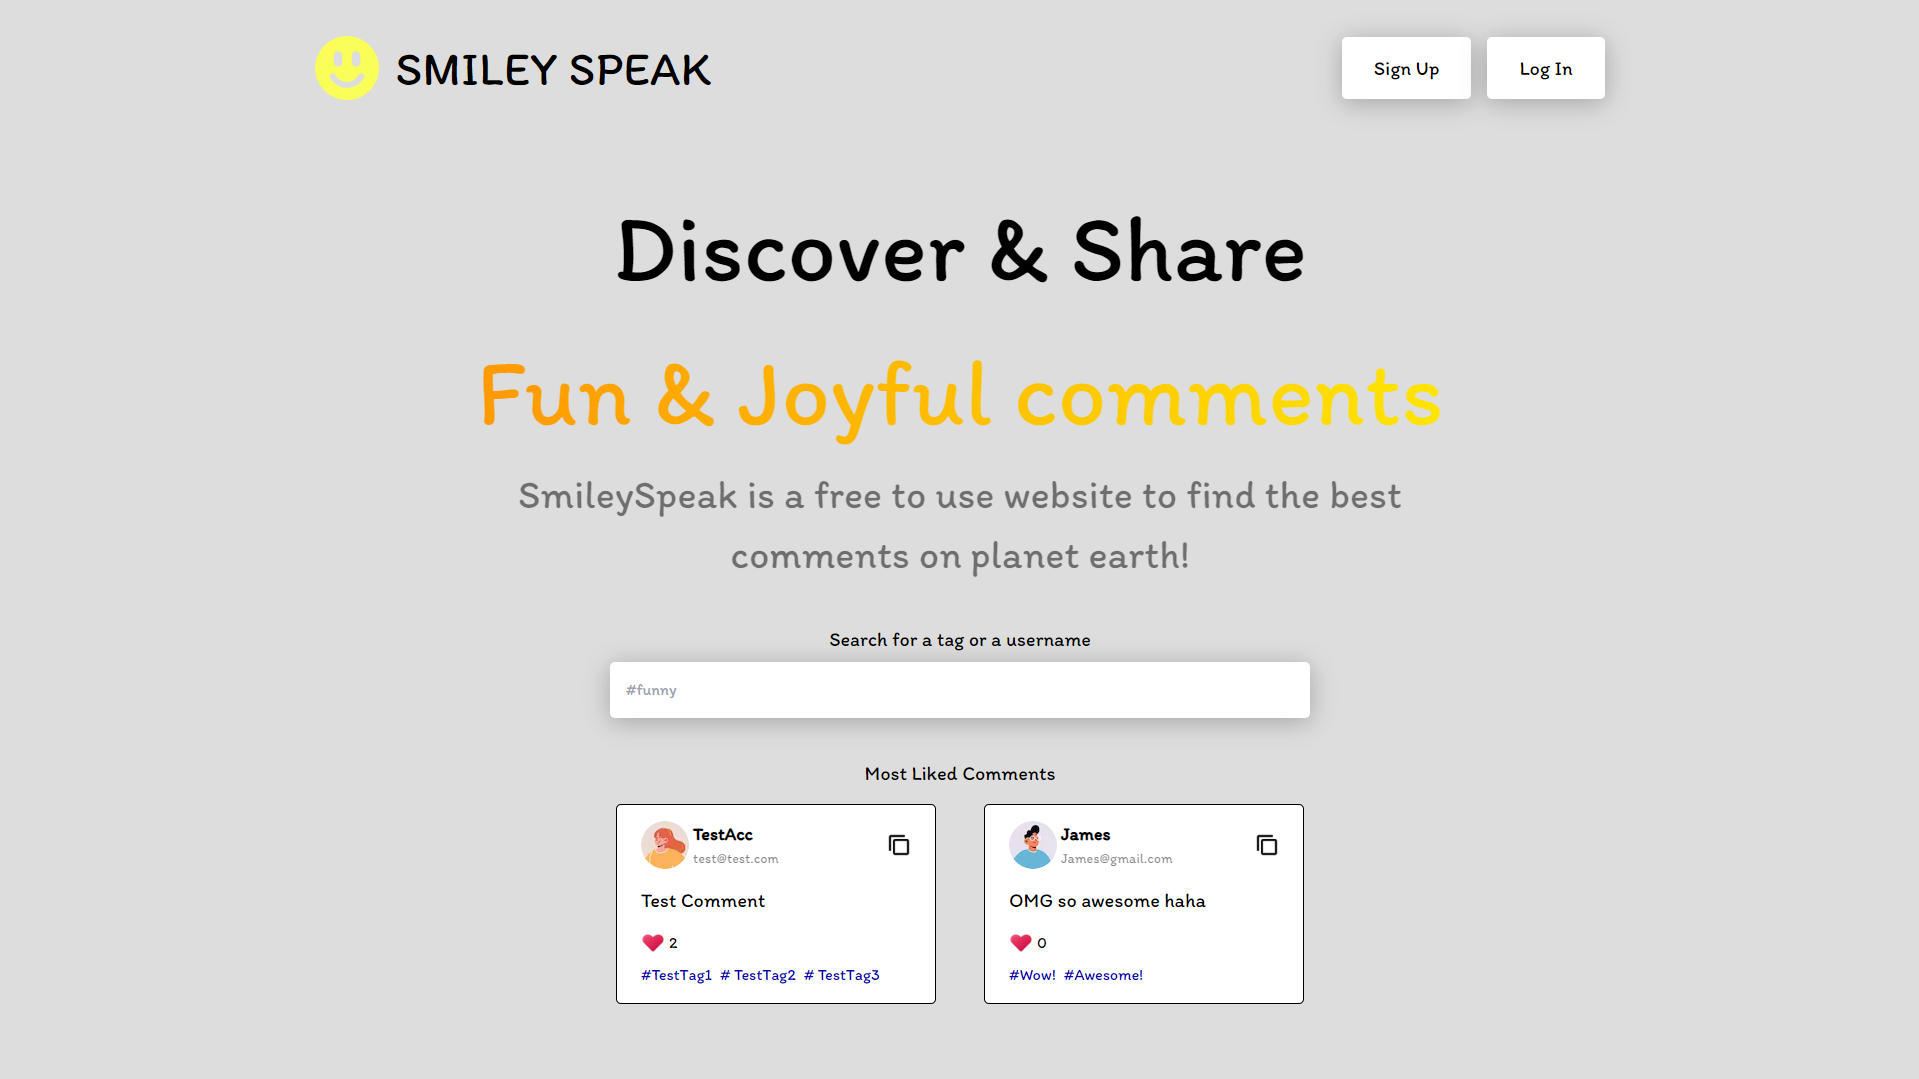 SMILEY SPEAK
Sign Up
Log In
Discover & Share
Fun & Joyful comments
SmileySpeak is a free to use website to find the best
comments on planet earth!
Search for a tag or a username
#funny
Most Liked Comments
TestAcc
test@test.com
Test Comment
2
#TestTag1 # TestTag2 # TestTag3
James
James@gmail.com
OMG so awesome haha
0
#Wow! #Awesome!